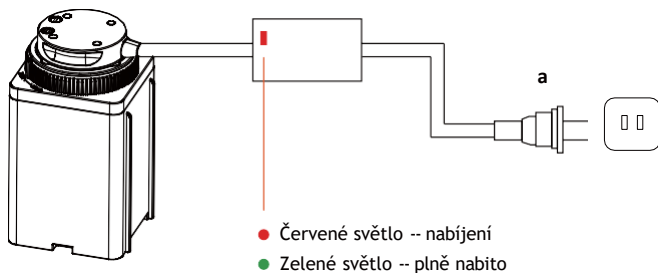 a
Červené světlo -- nabíjení
Zelené světlo -- plně nabito